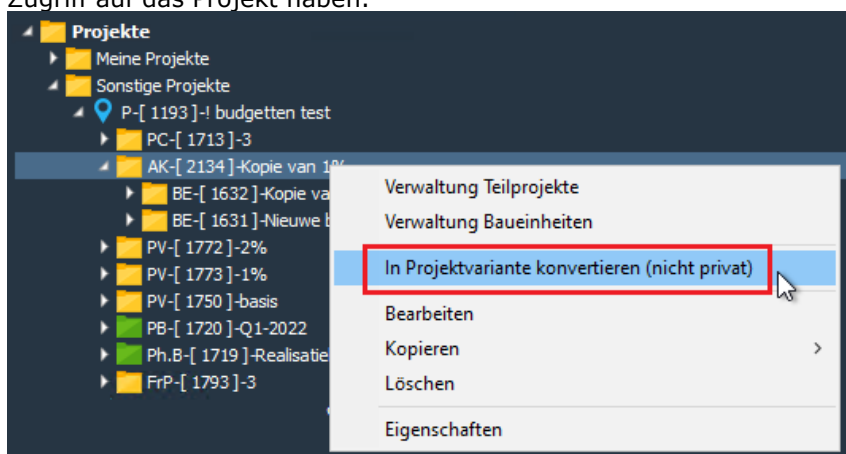 Zugriff auf das Projekt haben.
Projekte
Meine Projekte
Sonstige Projekte
P-[ 1193 ]-! budgetten test
PC-[ 1713 ]-3
AK-[ 2134 ]-Kopie van 1%
BE-[ 1632 ]-Kopie va
BE-[ 1631 ]-Nieuwe b
PV-[ 1772 ]-2%
PV-[ 1773 ]-1%
PV-[ 1750 ]-basis
PB-[ 1720 ]-Q1-2022
Ph.B-[ 1719 ]-Realisatie
FrP-[ 1793 ]-3
Verwaltung Teilprojekte
Verwaltung Baueinheiten
In Projektvariante konvertieren (nicht privat)
Bearbeiten
Kopieren
Löschen
Eigenschaften